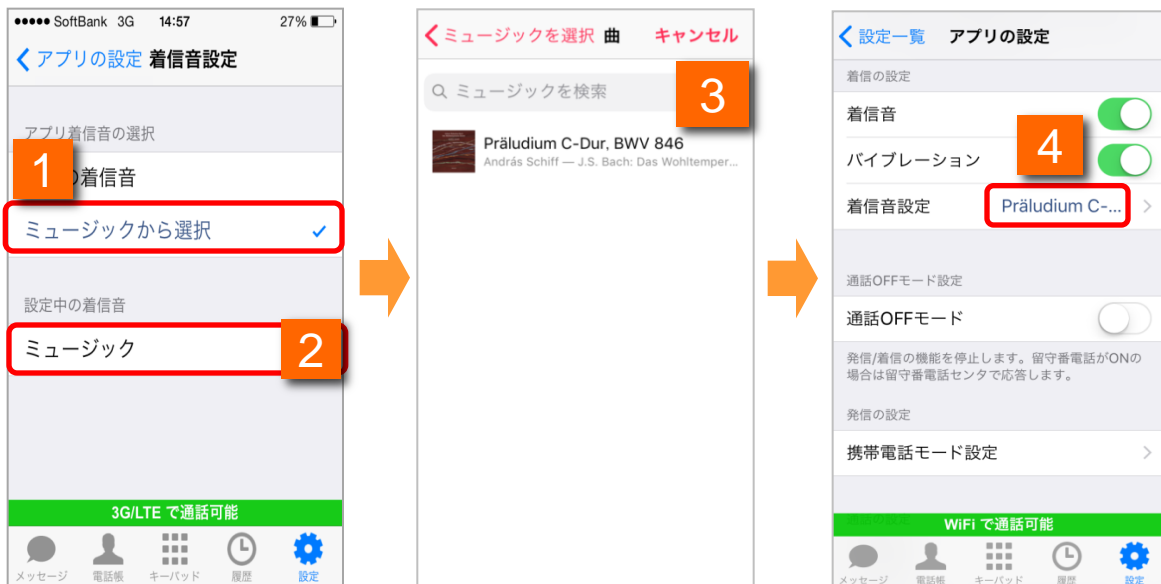 SoftBank 3G 14:57 27%
アプリの設定 着信音設定
アプリ着信音の選択
1
の着信音
ミュージックから選択
設定中の着信音
ミュージック
2
3G/LTE で通話可能
メッセージ 電話帳 キーパッド 履歴 設定
ミュージックを選択 曲 キャンセル
ミュージックを検索
3
Präludium C-Dur, BWV 846
András Schiff — J.S. Bach: Das Wohltemper...
設定一覧 アプリの設定
着信の設定
着信音
4
バイブレーション
着信音設定 Präludium C-...
通話OFFモード設定
通話OFFモード
発信/着信の機能を停止します。留守番電話がONの
場合は留守番電話センタで応答します。
発信の設定
携帯電話モード設定
WiFi で通話可能
メッセージ 電話帳 キーパッド 履歴 設定